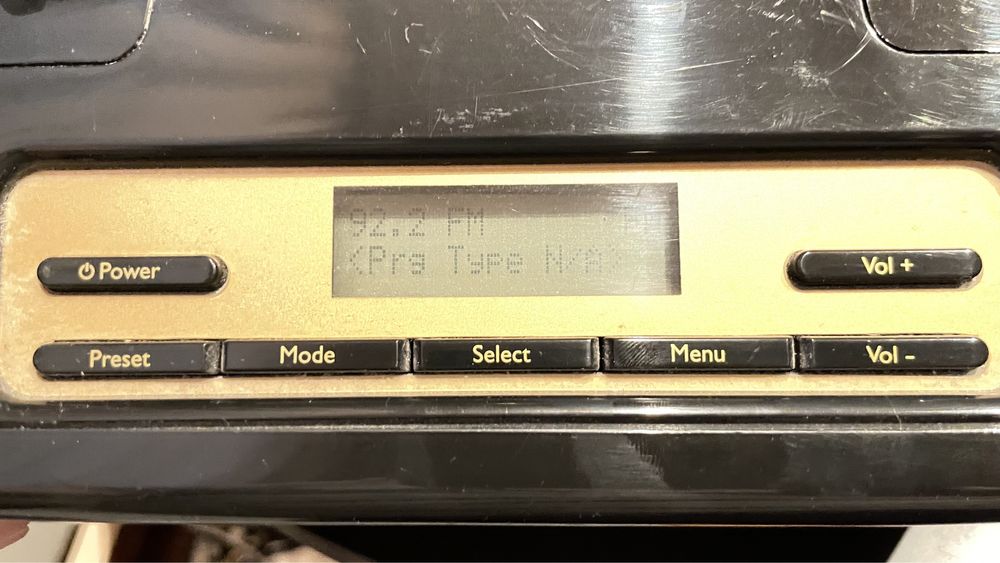 92.2 FM
<Prg Type N/A>
Power
Vol +
Preset
Mode
Select
Menu
Vol -